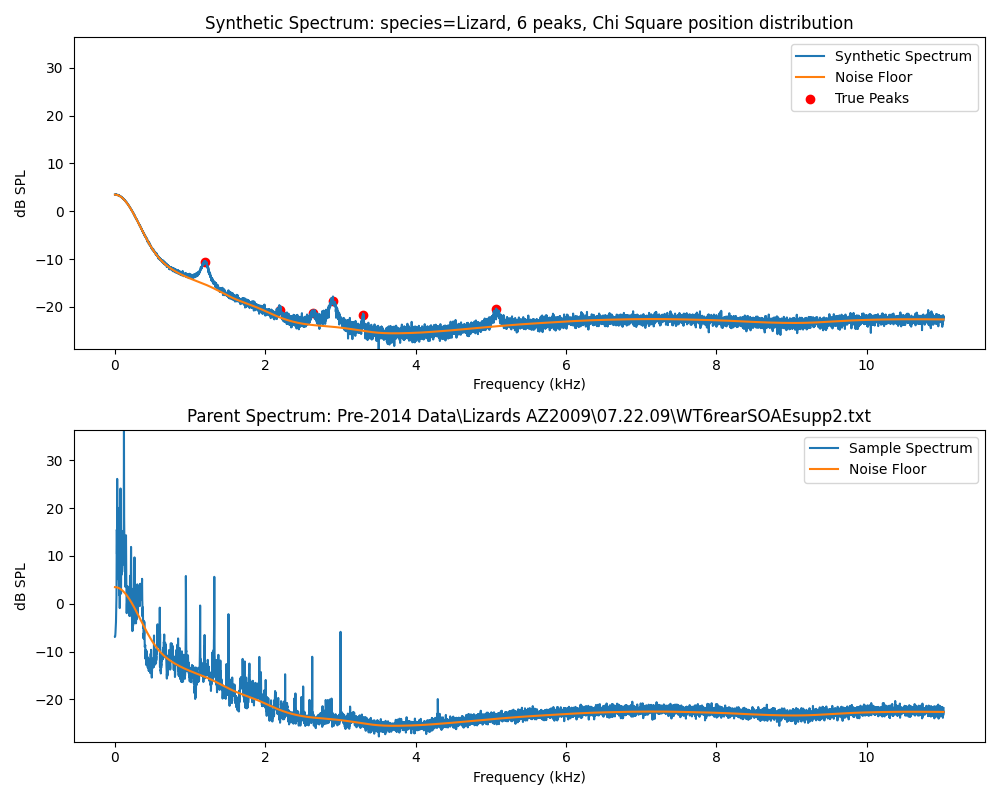 Synthetic Spectrum: species=Lizard, 6 peaks, Chi Square position distribution
30
20
10
0
−10
−20
dB SPL
Synthetic Spectrum
Noise Floor
True Peaks
0 2 4 6 8 10
Frequency (kHz)
Parent Spectrum: Pre-2014 Data\Lizards AZ2009\07.22.09\WT6rearSOAEsupp2.txt
30
20
10
0
−10
−20
dB SPL
Sample Spectrum
Noise Floor
0 2 4 6 8 10
Frequency (kHz)